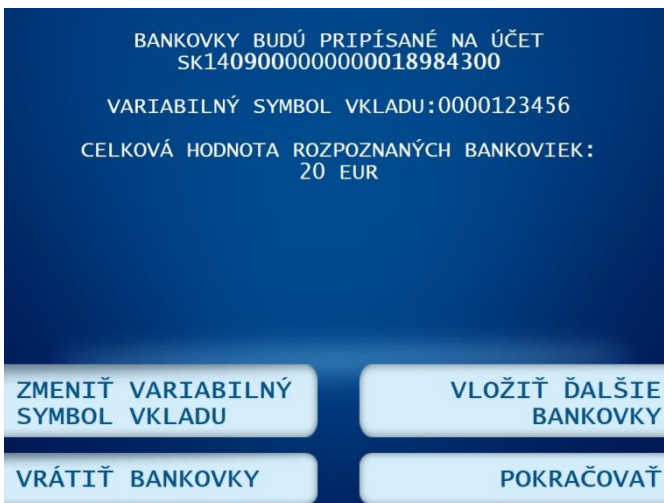 BANKOVKY BUDÚ PRIPÍSANÉ NA ÚČET
SK1409000000000018984300
VARIABILNÝ SYMBOL VKLADU:0000123456
CELKOVÁ HODNOTA ROZPOZNANÝCH BANKOVIEK:
20 EUR
ZMENIŤ VARIABILNÝ
SYMBOL VKLADU
VLOŽIŤ ĎALŠIE
BANKOVKY
VRÁTIŤ BANKOVKY
POKRAČOVAŤ